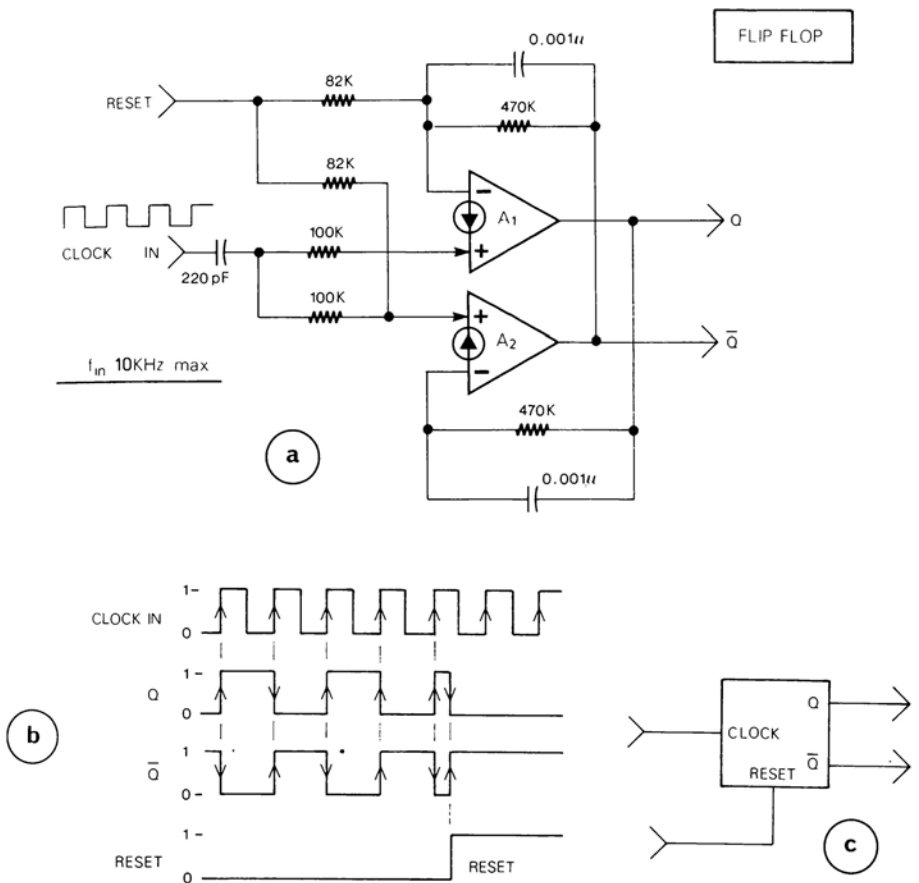 0.001u
FLIP FLOP
82K
RESET
470K
82K
A1
Q
CLOCK IN
100K
220pF
100K
A2
Q̅
fin 10KHz max
470K
a
0.001u
CLOCK IN
1
0
Q
1
0
b
Q̅
1
0
RESET
1
0
RESET
Q
CLOCK
RESET
Q̅
c